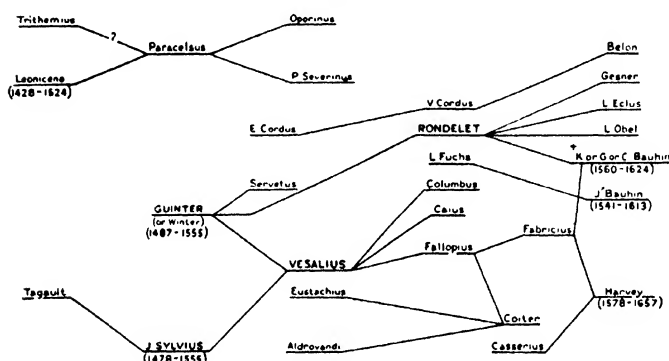 Trithemius
Oporinus
?
Paracelsus
Belon
Leonicene
(1428-1524)
P Severinus
Gesner
V Cordus
L Eclus
E Cordus
RONDELET
L Obel
+
K or G or C Bauhin
(1560-1624)
L Fuchs
Servetus
Columbus
J Bauhin
(1541-1613)
GUINTER
(or Winter)
(1487-1555)
Caius
Fabricius
Fallopius
VESALIUS
Tagault
Eustachius
Harvey
(1578-1657)
Coiter
J SYLVIUS
(1478-1555)
Aldrovandi
Casserius